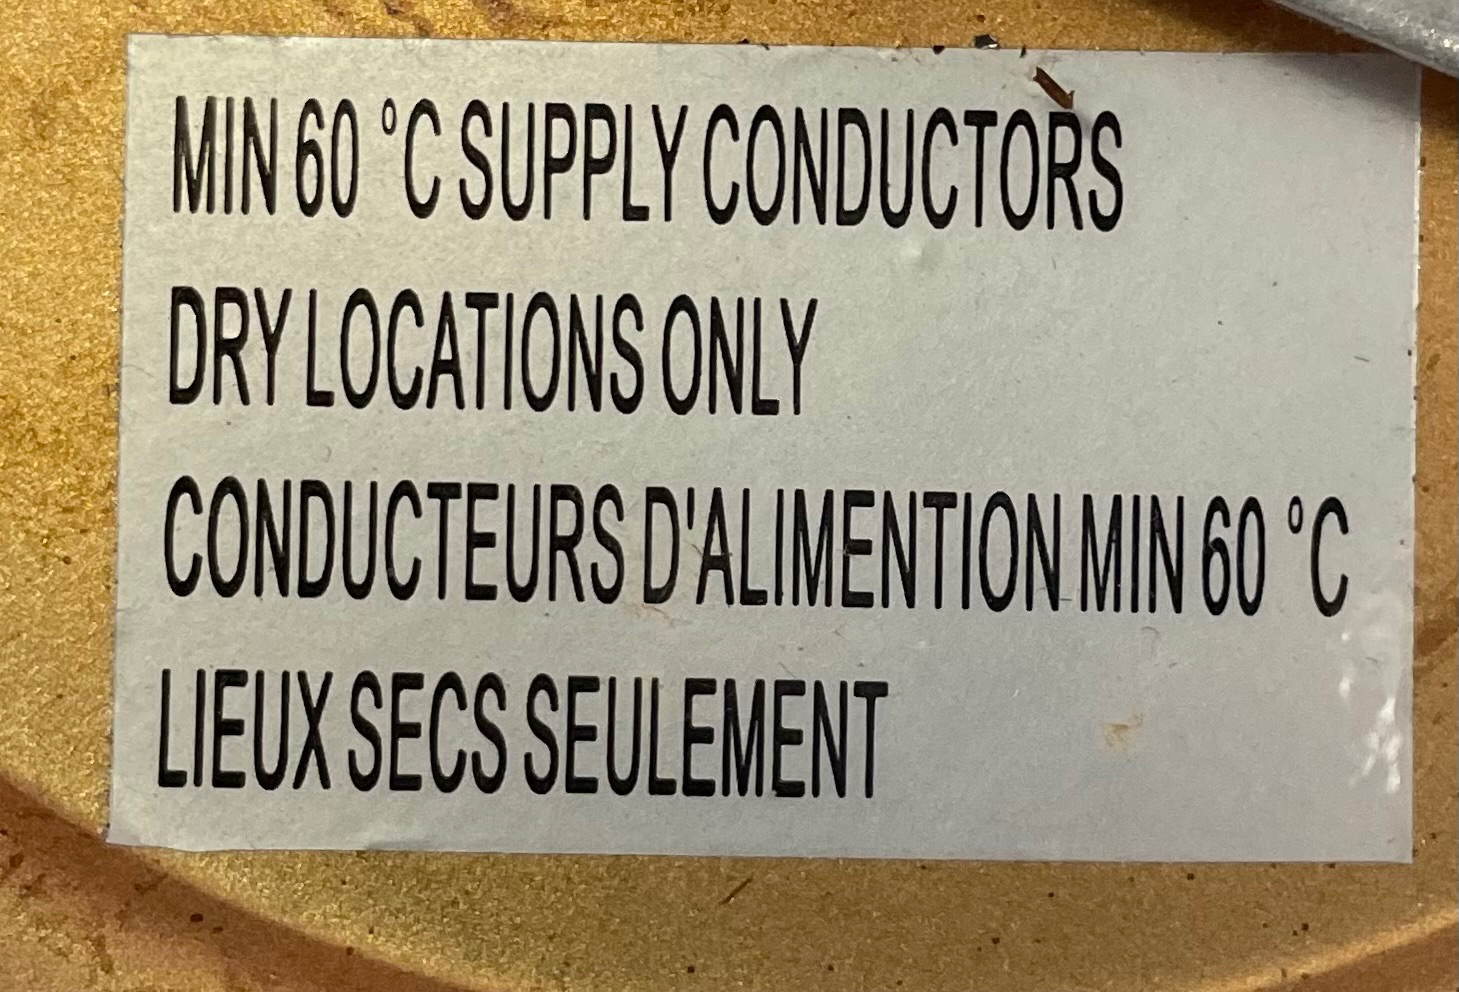 MIN 60 °C SUPPLY CONDUCTORS
DRY LOCATIONS ONLY
CONDUCTEURS D'ALIMENTION MIN 60 °C
LIEUX SECS SEULEMENT